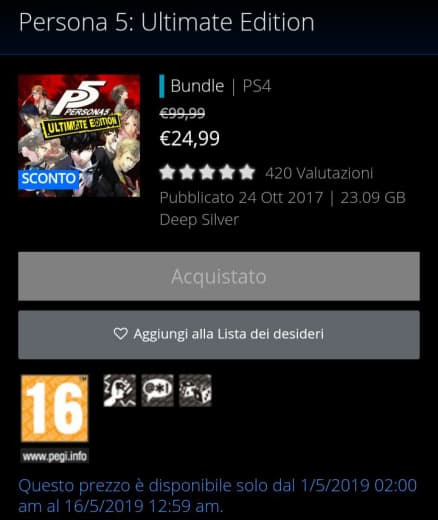 Persona 5: Ultimate Edition
P5
PERSONA5
ULTIMATE EDITION
SCONTO
Bundle | PS4
€99,99
€24,99
420 Valutazioni
Pubblicato 24 Ott 2017 | 23.09 GB
Deep Silver
Acquistato
Aggiungi alla Lista dei desideri
16
www.pegi.info
@*!
Questo prezzo è disponibile solo dal 1/5/2019 02:00
am al 16/5/2019 12:59 am.